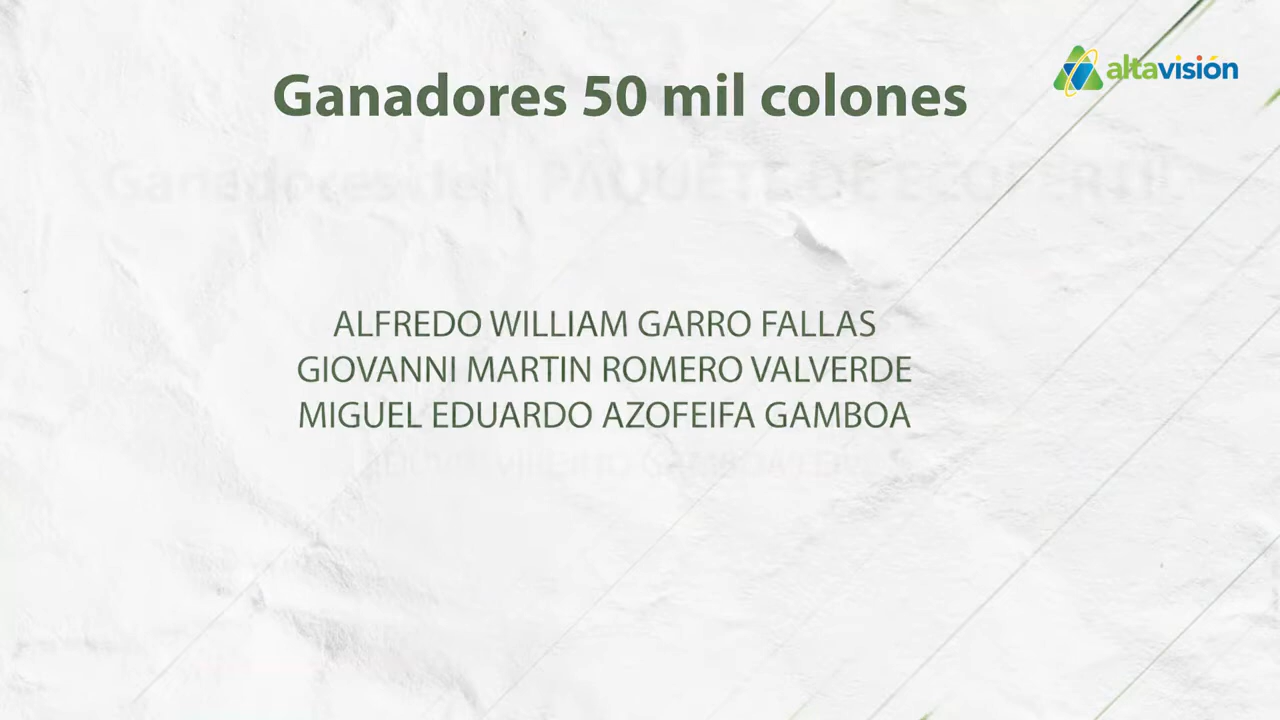 Ganadores 50 mil colones
altavisión
ALFREDO WILLIAM GARRO FALLAS
GIOVANNI MARTIN ROMERO VALVERDE
MIGUEL EDUARDO AZOFEIFA GAMBOA